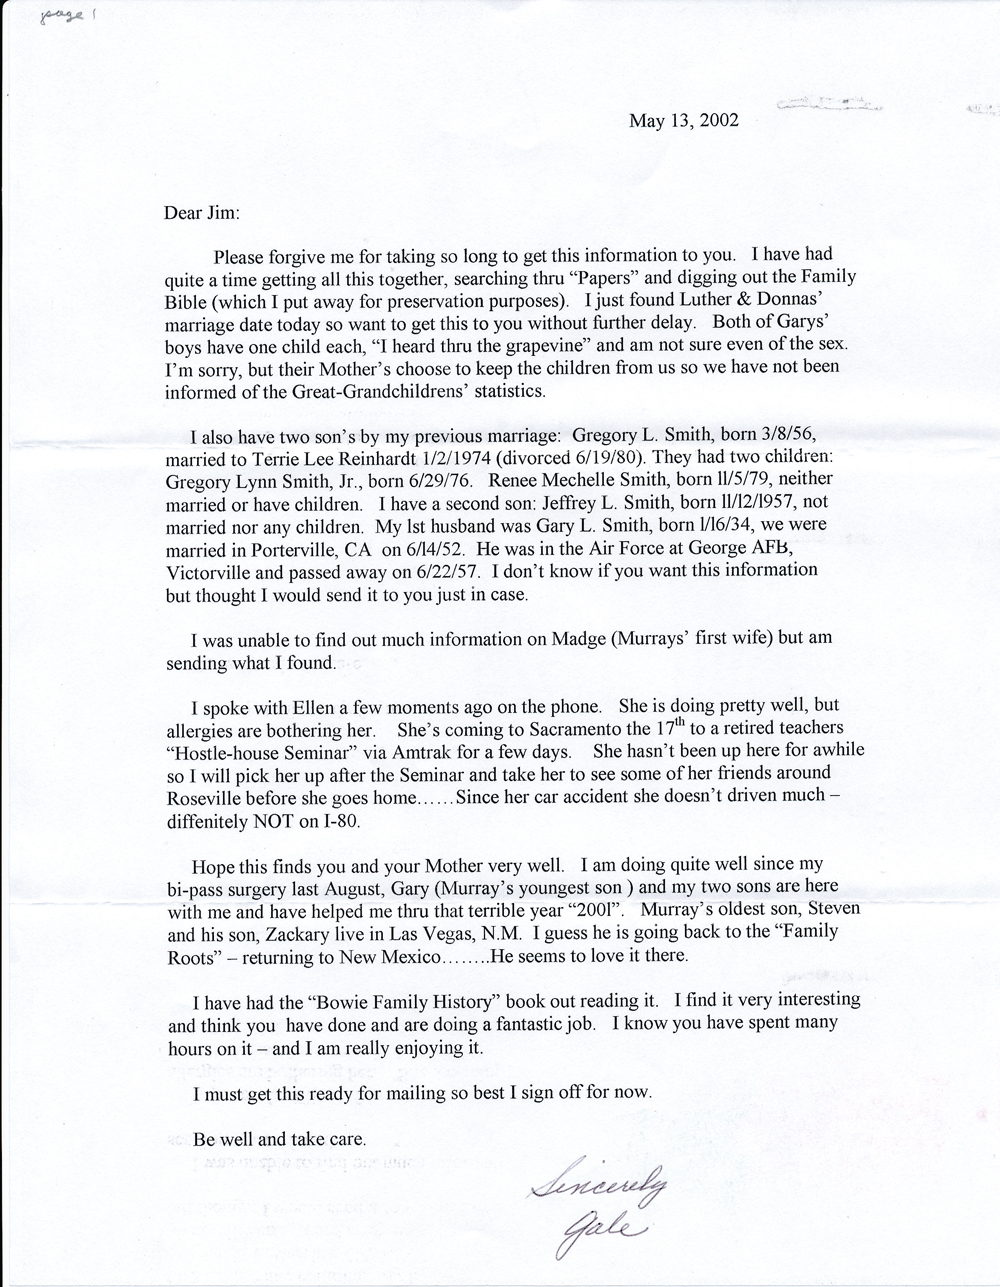 page 1
May 13, 2002
Dear Jim:
Please forgive me for taking so long to get this information to you. I have had
quite a time getting all this together, searching thru “Papers” and digging out the Family
Bible (which I put away for preservation purposes). I just found Luther & Donnas’
marriage date today so want to get this to you without further delay. Both of Garys’
boys have one child each, “I heard thru the grapevine” and am not sure even of the sex.
I’m sorry, but their Mother’s choose to keep the children from us so we have not been
informed of the Great-Grandchildrens’ statistics.
I also have two son’s by my previous marriage: Gregory L. Smith, born 3/8/56,
married to Terrie Lee Reinhardt 1/2/1974 (divorced 6/19/80). They had two children:
Gregory Lynn Smith, Jr., born 6/29/76. Renee Mechelle Smith, born ll/5/79, neither
married or have children. I have a second son: Jeffrey L. Smith, born ll/l2/l957, not
married nor any children. My lst husband was Gary L. Smith, born l/l6/34, we were
married in Porterville, CA on 6/l4/52. He was in the Air Force at George AFB,
Victorville and passed away on 6/22/57. I don’t know if you want this information
but thought I would send it to you just in case.
I was unable to find out much information on Madge (Murrays’ first wife) but am
sending what I found.
I spoke with Ellen a few moments ago on the phone. She is doing pretty well, but
allergies are bothering her. She’s coming to Sacramento the 17th to a retired teachers
“Hostle-house Seminar” via Amtrak for a few days. She hasn’t been up here for awhile
so I will pick her up after the Seminar and take her to see some of her friends around
Roseville before she goes home……Since her car accident she doesn’t driven much –
diffenitely NOT on I-80.
Hope this finds you and your Mother very well. I am doing quite well since my
bi-pass surgery last August, Gary (Murray’s youngest son ) and my two sons are here
with me and have helped me thru that terrible year “200l”. Murray’s oldest son, Steven
and his son, Zackary live in Las Vegas, N.M. I guess he is going back to the “Family
Roots” – returning to New Mexico……..He seems to love it there.
I have had the “Bowie Family History” book out reading it. I find it very interesting
and think you have done and are doing a fantastic job. I know you have spent many
hours on it – and I am really enjoying it.
I must get this ready for mailing so best I sign off for now.
Be well and take care.
Sincerely
Gale